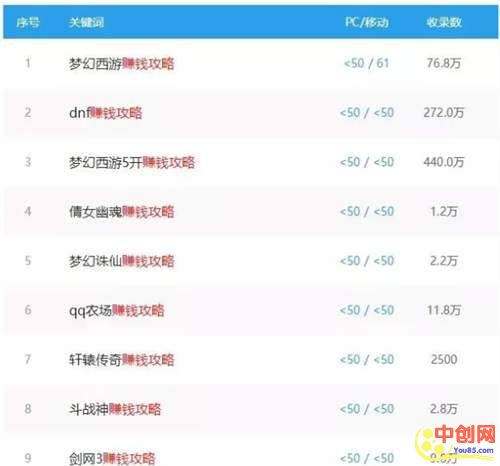 序号 关键词 PC/移动 收录数
1 梦幻西游赚钱攻略 <50 / 61 76.8万
2 dnf赚钱攻略 <50 / <50 272.0万
3 梦幻西游5开赚钱攻略 <50 / <50 440.0万
4 倩女幽魂赚钱攻略 <50 / <50 1.2万
5 梦幻诛仙赚钱攻略 <50 / <50 2.2万
6 qq农场赚钱攻略 <50 / <50 11.8万
7 轩辕传奇赚钱攻略 <50 / <50 2500
8 斗战神赚钱攻略 <50 / <50 2.8万
9 剑网3赚钱攻略 <50 / <50
中创网
You85.com